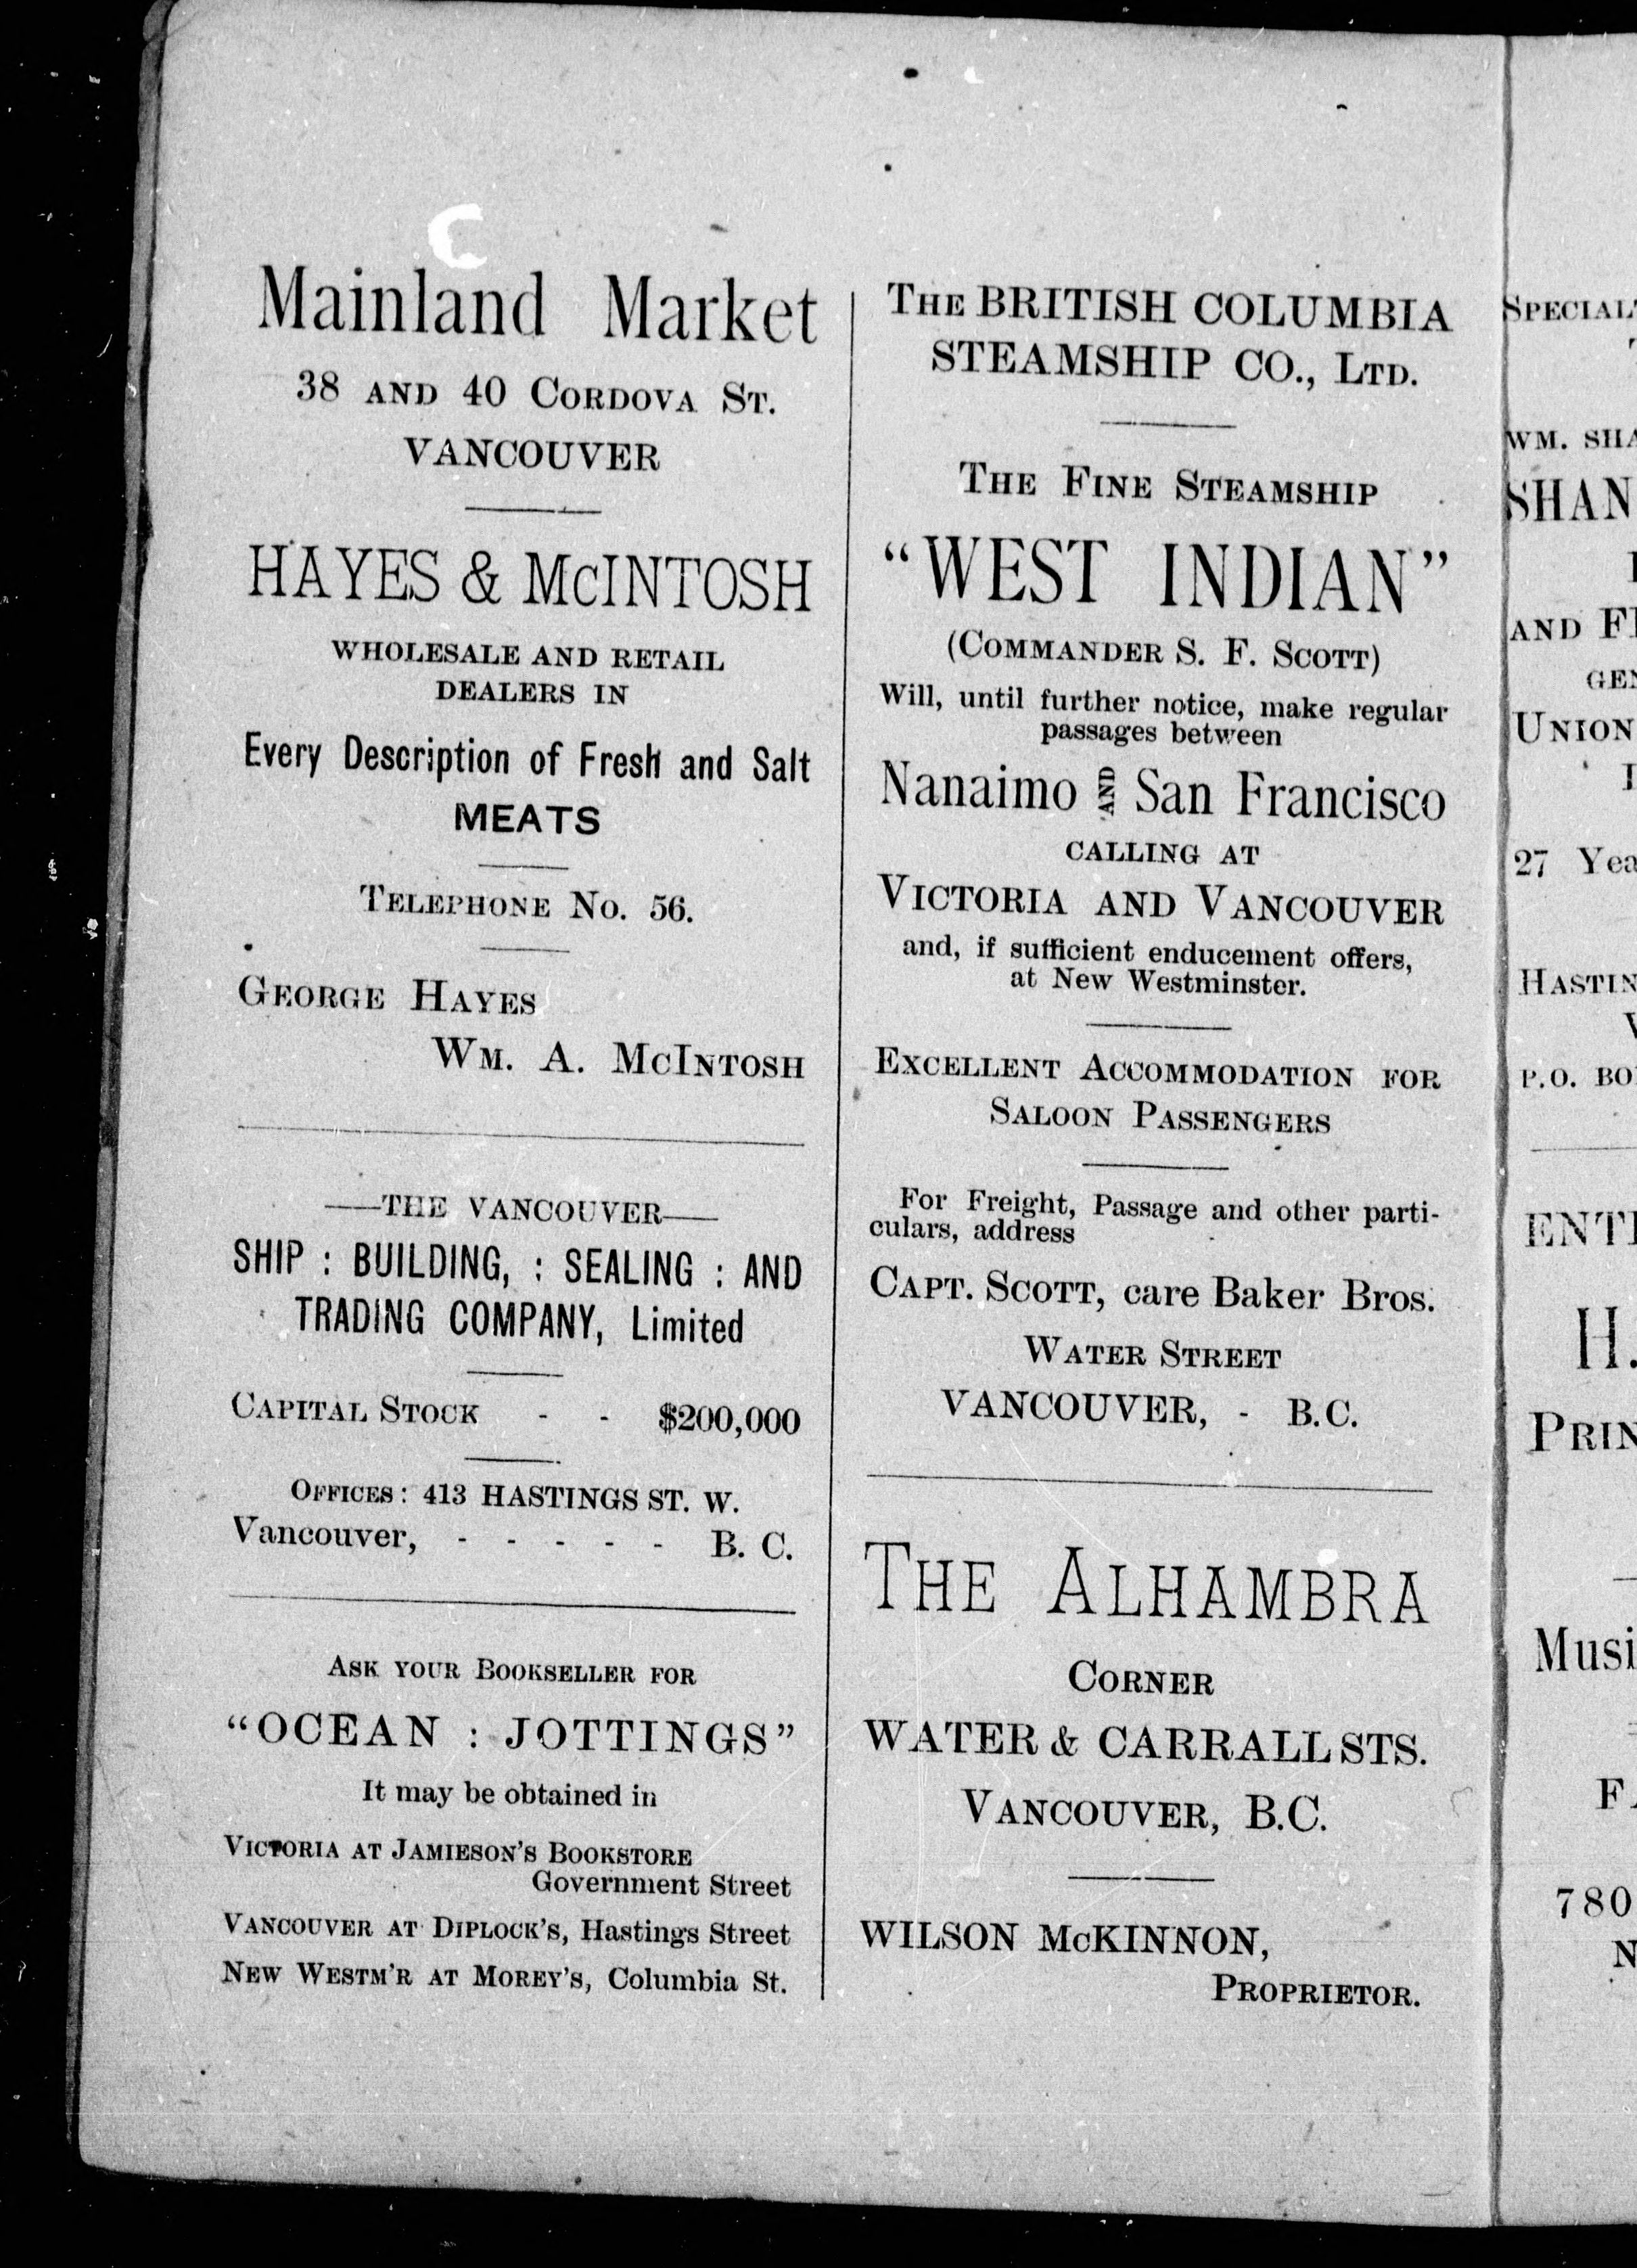 Mainland Market
38 AND 40 CORDOVA ST.
VANCOUVER
HAYES & McINTOSH
WHOLESALE AND RETAIL
DEALERS IN
Every Description of Fresh and Salt
MEATS
TELEPHONE NO. 56.
GEORGE HAYES
WM. A. McINTOSH
THE VANCOUVER
SHIP : BUILDING, : SEALING : AND
TRADING COMPANY, Limited
CAPITAL STOCK - - $200,000
OFFICES: 413 HASTINGS ST. W.
Vancouver, - - - - - B. C.
ASK YOUR BOOKSELLER FOR
"OCEAN : JOTTINGS"
It may be obtained in
VICTORIA AT JAMIESON'S BOOKSTORE
Government Street
VANCOUVER AT DIPLOCK'S, Hastings Street
NEW WESTM'R AT MOREY'S, Columbia St.
THE BRITISH COLUMBIA
STEAMSHIP CO., LTD.
THE FINE STEAMSHIP
"WEST INDIAN"
(COMMANDER S. F. SCOTT)
Will, until further notice, make regular
passages between
Nanaimo AND San Francisco
CALLING AT
VICTORIA AND VANCOUVER
and, if sufficient enducement offers,
at New Westminster.
EXCELLENT ACCOMMODATION FOR
SALOON PASSENGERS
For Freight, Passage and other parti-
culars, address
CAPT. SCOTT, care Baker Bros.
WATER STREET
VANCOUVER, - B.C.
THE ALHAMBRA
CORNER
WATER & CARRALL STS.
VANCOUVER, B.C.
WILSON McKINNON,
PROPRIETOR.
WM.
AND
UNION
27
P.O.
H.
780